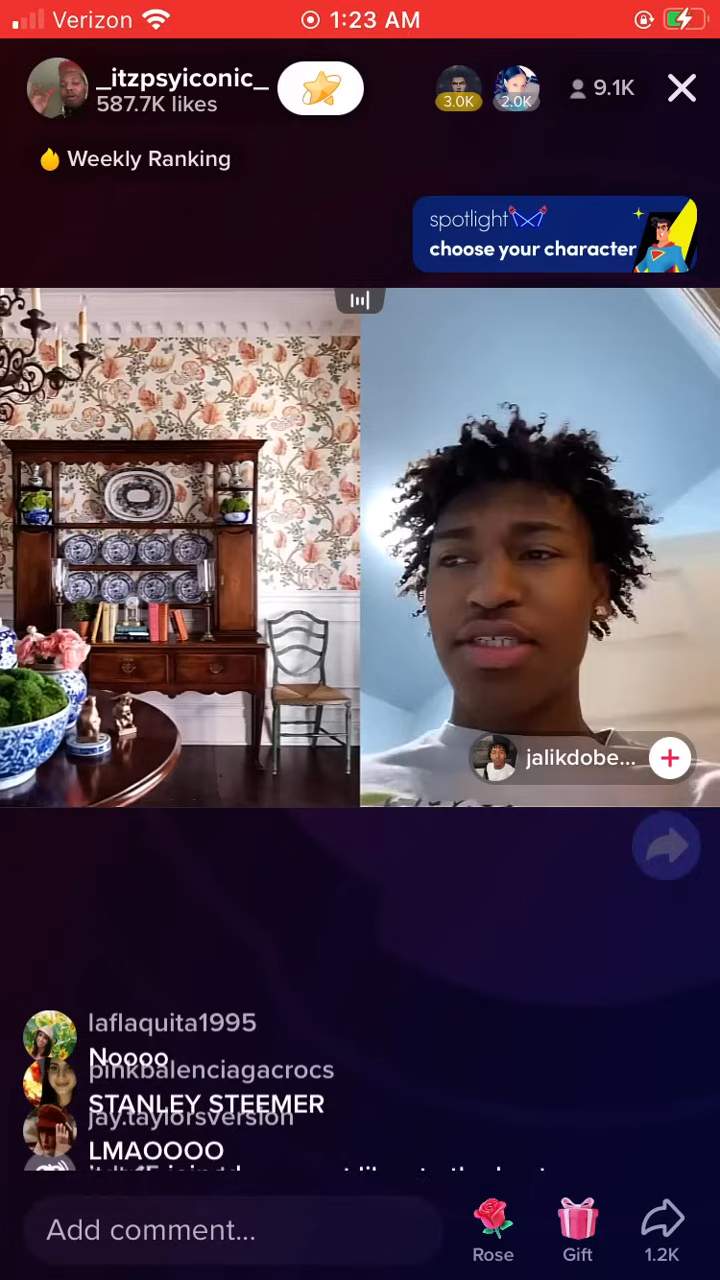 Verizon 1:23 AM
_itzpsyiconic_
587.7K likes
3.0K
2.0K
9.1K
Weekly Ranking
spotlight
choose your character
jalikdobe...
laflaquita1995
Noooo
pinkbalenciagacrocs
STANLEY STEEMER
jay.taylorsversion
LMAOOOO
Add comment...
Rose
Gift
1.2K